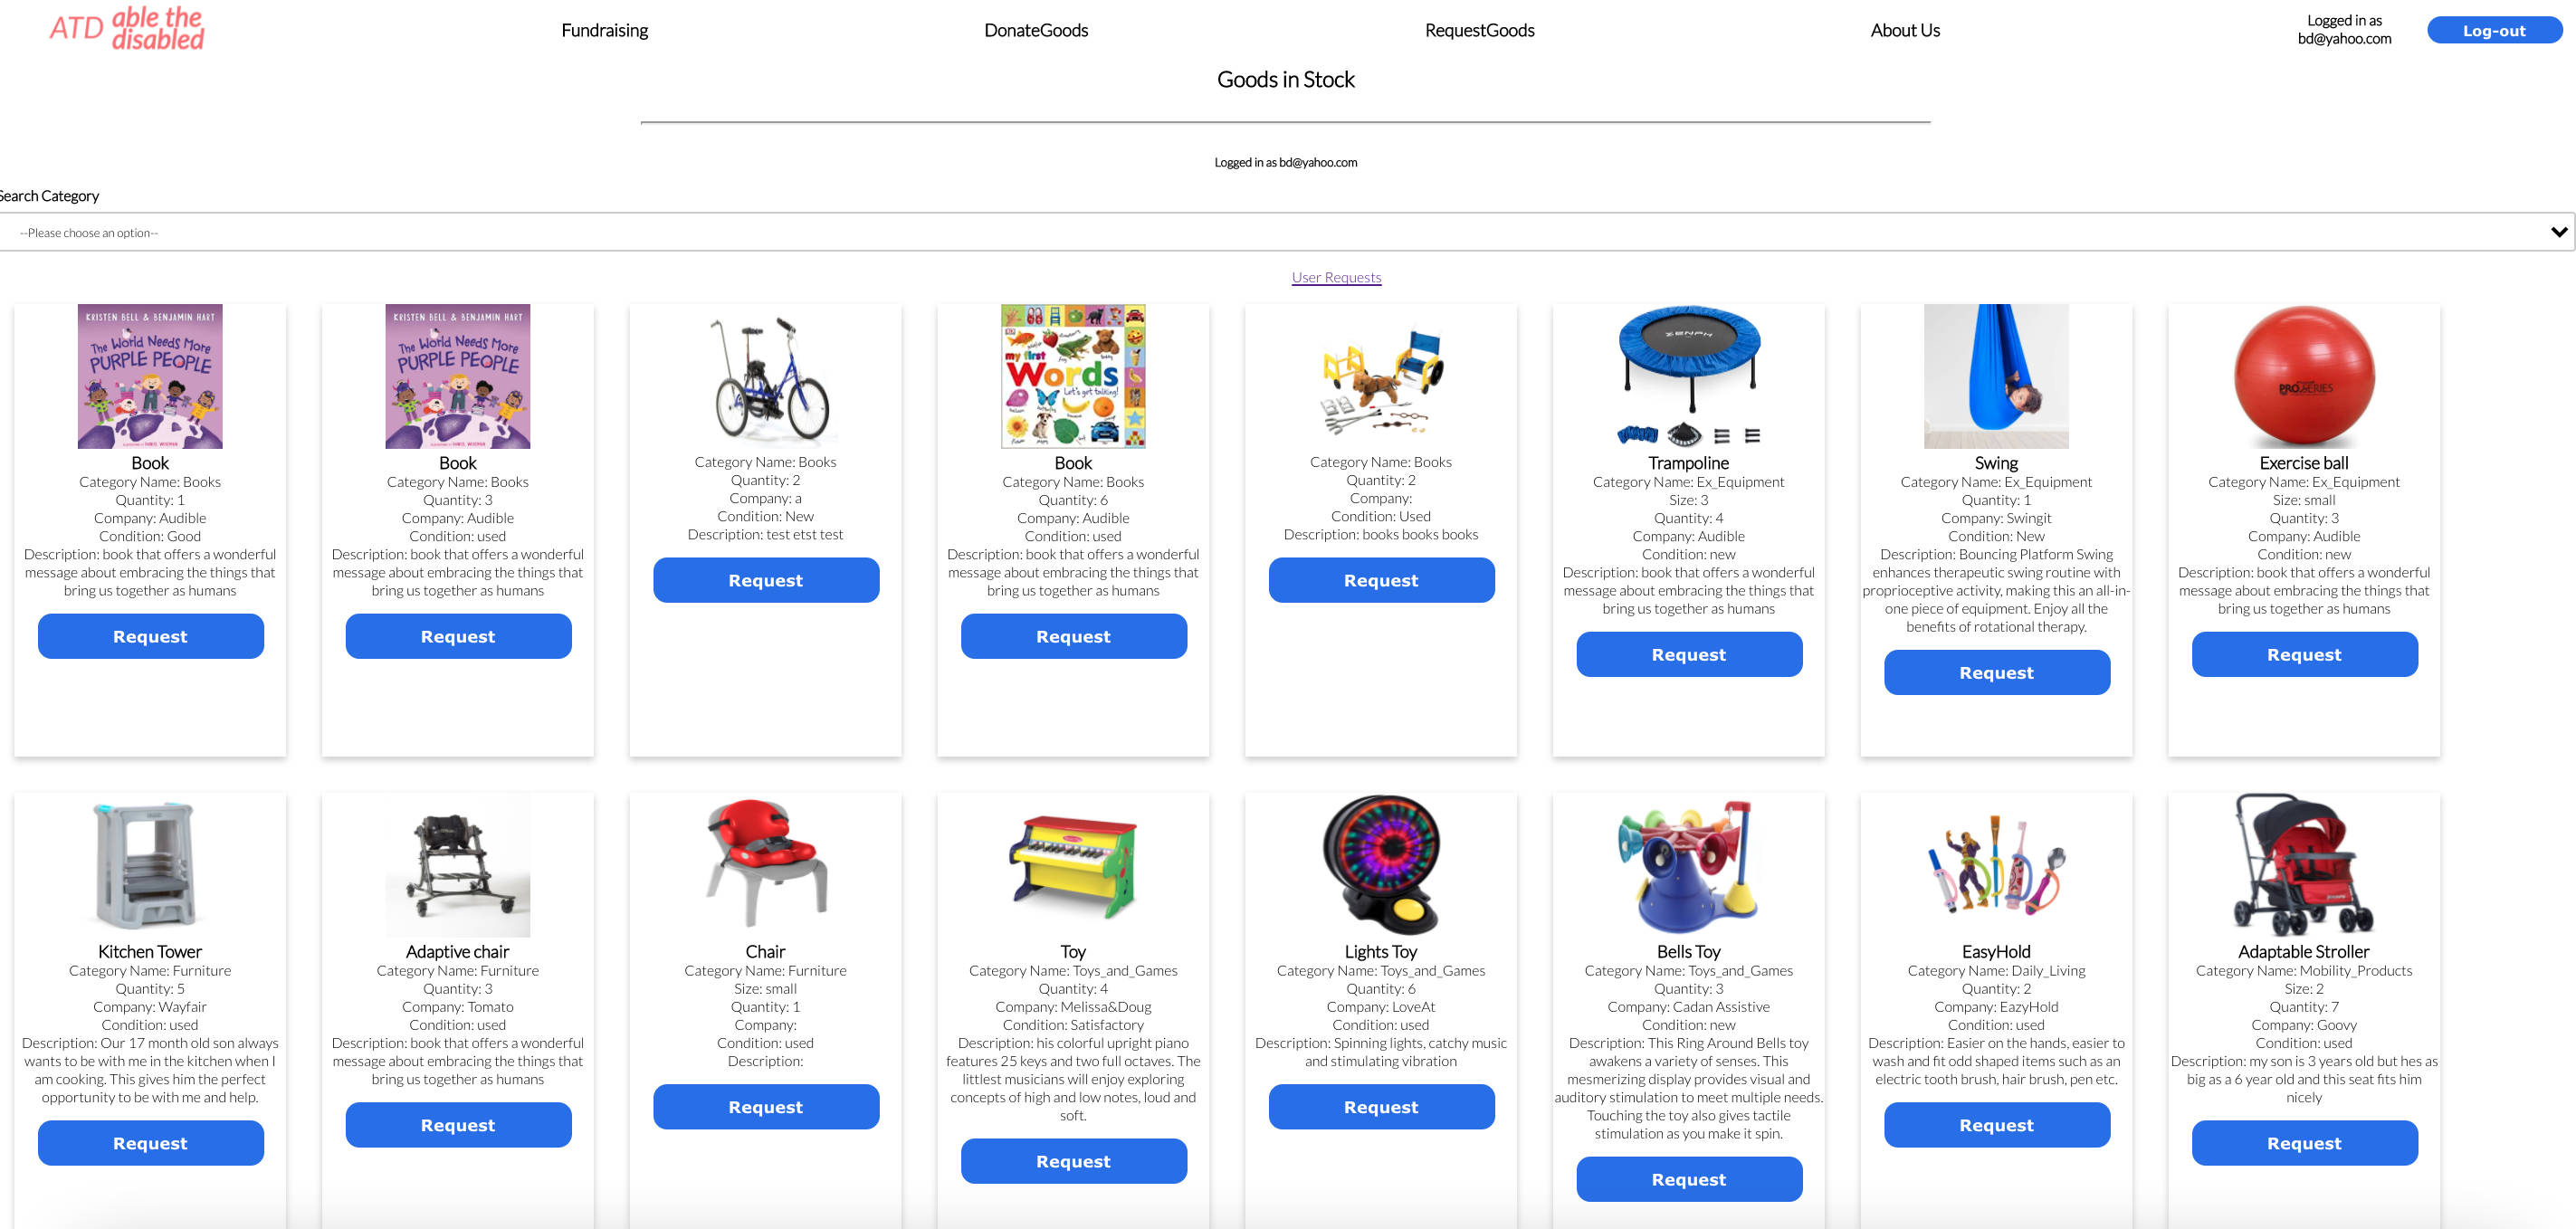 ATD able the
disabled
Fundraising
DonateGoods
RequestGoods
About Us
Logged in as
bd@yahoo.com
Log-out
Goods in Stock
Logged in as bd@yahoo.com
Search Category
--Please choose an option--
User Requests
KRISTEN BELL & BENJAMIN HART
The World Needs More
PURPLE PEOPLE
Book
Category Name: Books
Quantity: 1
Company: Audible
Condition: Good
Description: book that offers a wonderful
message about embracing the things that
bring us together as humans
Request
KRISTEN BELL & BENJAMIN HART
The World Needs More
PURPLE PEOPLE
Book
Category Name: Books
Quantity: 3
Company: Audible
Condition: used
Description: book that offers a wonderful
message about embracing the things that
bring us together as humans
Request
Category Name: Books
Quantity: 2
Company: a
Condition: New
Description: test etst test
Request
my first
Words
Let's get talking!
Book
Category Name: Books
Quantity: 6
Company: Audible
Condition: used
Description: book that offers a wonderful
message about embracing the things that
bring us together as humans
Request
Category Name: Books
Quantity: 2
Company:
Condition: Used
Description: books books books
Request
ZENPH
Trampoline
Category Name: Ex_Equipment
Size: 3
Quantity: 4
Company: Audible
Condition: new
Description: book that offers a wonderful
message about embracing the things that
bring us together as humans
Request
Swing
Category Name: Ex_Equipment
Quantity: 1
Company: Swingit
Condition: New
Description: Bouncing Platform Swing
enhances therapeutic swing routine with
proprioceptive activity, making this an all-in-
one piece of equipment. Enjoy all the
benefits of rotational therapy.
Request
PROSERIES
Exercise ball
Category Name: Ex_Equipment
Size: small
Quantity: 3
Company: Audible
Condition: new
Description: book that offers a wonderful
message about embracing the things that
bring us together as humans
Request
Kitchen Tower
Category Name: Furniture
Quantity: 5
Company: Wayfair
Condition: used
Description: Our 17 month old son always
wants to be with me in the kitchen when I
am cooking. This gives him the perfect
opportunity to be with me and help.
Request
Adaptive chair
Category Name: Furniture
Quantity: 3
Company: Tomato
Condition: used
Description: book that offers a wonderful
message about embracing the things that
bring us together as humans
Request
Chair
Category Name: Furniture
Size: small
Quantity: 1
Company:
Condition: used
Description:
Request
Toy
Category Name: Toys_and_Games
Quantity: 4
Company: Melissa&Doug
Condition: Satisfactory
Description: his colorful upright piano
features 25 keys and two full octaves. The
littlest musicians will enjoy exploring
concepts of high and low notes, loud and
soft.
Request
Lights Toy
Category Name: Toys_and_Games
Quantity: 6
Company: LoveAt
Condition: used
Description: Spinning lights, catchy music
and stimulating vibration
Request
Bells Toy
Category Name: Toys_and_Games
Quantity: 3
Company: Cadan Assistive
Condition: new
Description: This Ring Around Bells toy
awakens a variety of senses. This
mesmerizing display provides visual and
auditory stimulation to meet multiple needs.
Touching the toy also gives tactile
stimulation as you make it spin.
Request
EasyHold
Category Name: Daily_Living
Quantity: 2
Company: EazyHold
Condition: used
Description: Easier on the hands, easier to
wash and fit odd shaped items such as an
electric tooth brush, hair brush, pen etc.
Request
Adaptable Stroller
Category Name: Mobility_Products
Size: 2
Quantity: 7
Company: Goovy
Condition: used
Description: my son is 3 years old but hes as
big as a 6 year old and this seat fits him
nicely
Request